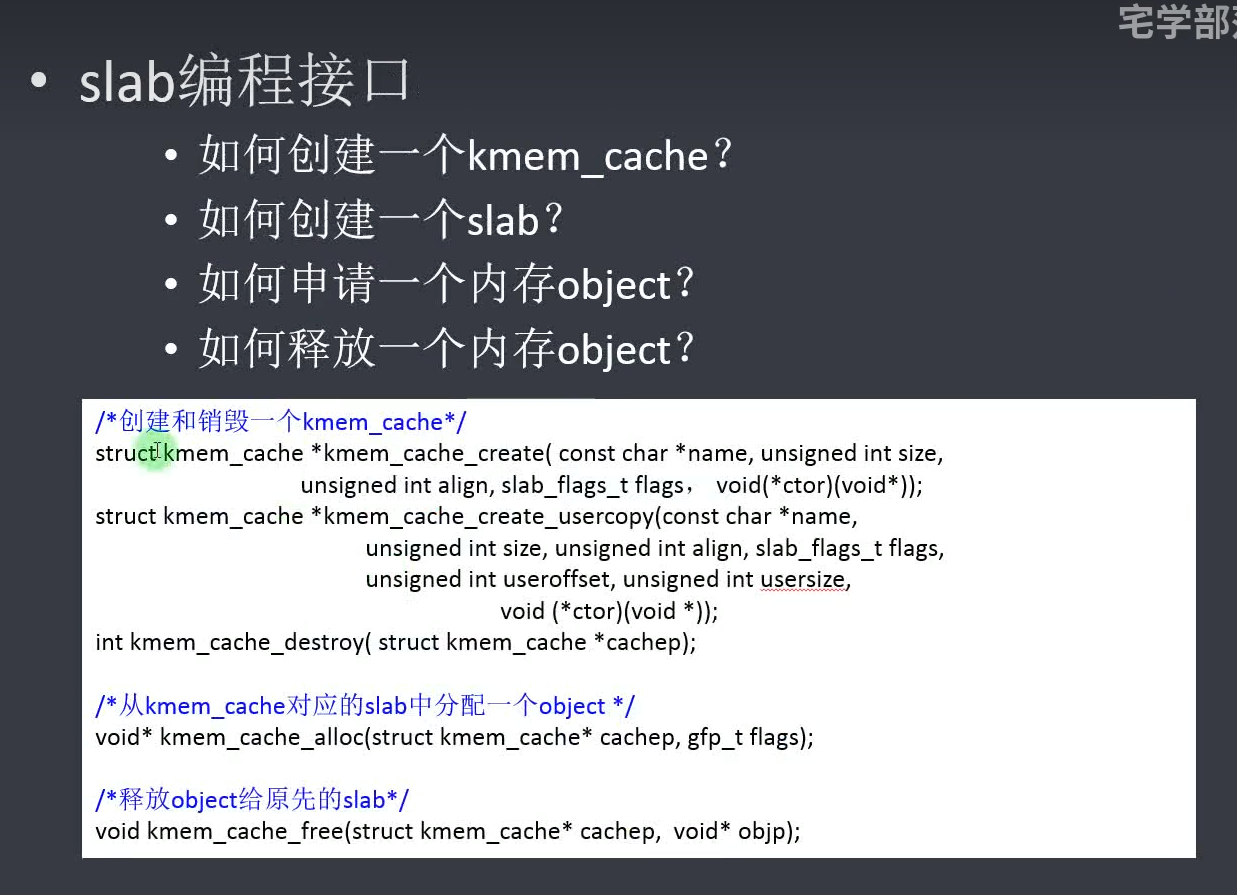 宅学部
• slab编程接口
• 如何创建一个kmem_cache？
• 如何创建一个slab？
• 如何申请一个内存object？
• 如何释放一个内存object？
/*创建和销毁一个kmem_cache*/
struct kmem_cache *kmem_cache_create( const char *name, unsigned int size,
unsigned int align, slab_flags_t flags， void(*ctor)(void*));
struct kmem_cache *kmem_cache_create_usercopy(const char *name,
unsigned int size, unsigned int align, slab_flags_t flags,
unsigned int useroffset, unsigned int usersize,
void (*ctor)(void *));
int kmem_cache_destroy( struct kmem_cache *cachep);
/*从kmem_cache对应的slab中分配一个object */
void* kmem_cache_alloc(struct kmem_cache* cachep, gfp_t flags);
/*释放object给原先的slab*/
void kmem_cache_free(struct kmem_cache* cachep, void* objp);